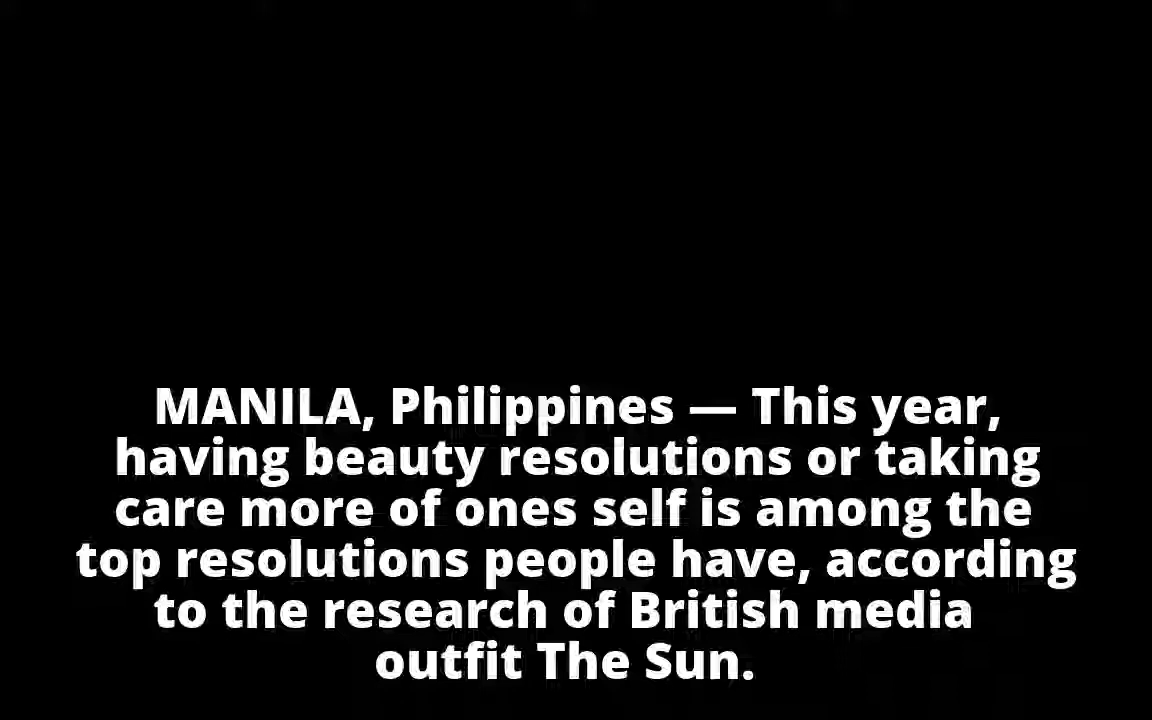 MANILA, Philippines — This year,
having beauty resolutions or taking
care more of ones self is among the
top resolutions people have, according
to the research of British media
outfit The Sun.